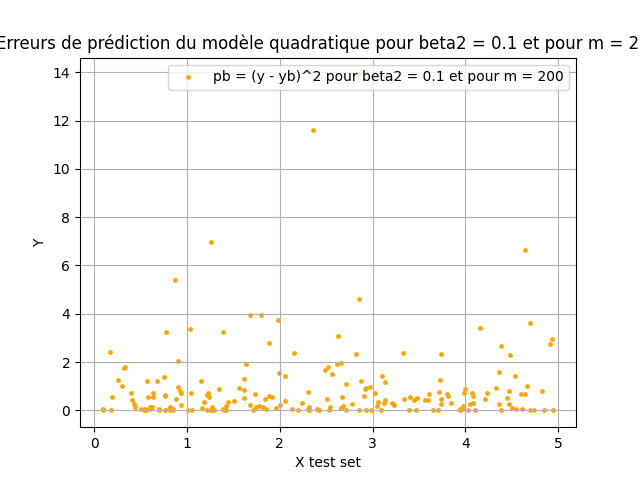 Erreurs de prédiction du modèle quadratique pour beta2 = 0.1 et pour m = 2
pb = (y - yb)^2 pour beta2 = 0.1 et pour m = 200
14
12
10
8
6
4
2
0
Y
0 1 2 3 4 5
X test set